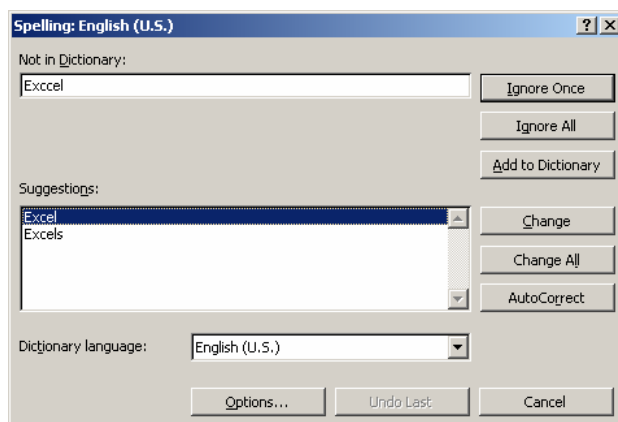 Spelling: English (U.S.)
Not in Dictionary:
Exccel
Ignore Once
Ignore All
Add to Dictionary
Suggestions:
Excel
Excels
Change
Change All
AutoCorrect
Dictionary language:
English (U.S.)
Options...
Undo Last
Cancel